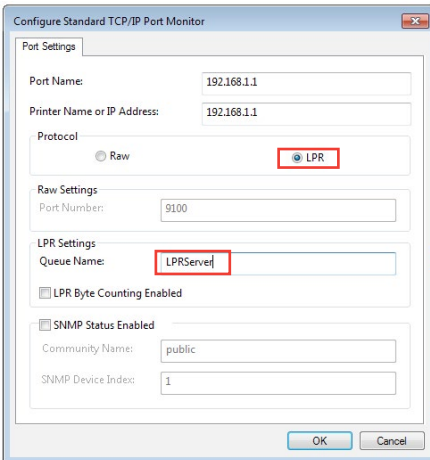 Configure Standard TCP/IP Port Monitor
Port Settings
Port Name: 192.168.1.1
Printer Name or IP Address: 192.168.1.1
Protocol
Raw LPR
Raw Settings
Port Number: 9100
LPR Settings
Queue Name: LPRServer
LPR Byte Counting Enabled
SNMP Status Enabled
Community Name: public
SNMP Device Index: 1
OK Cancel